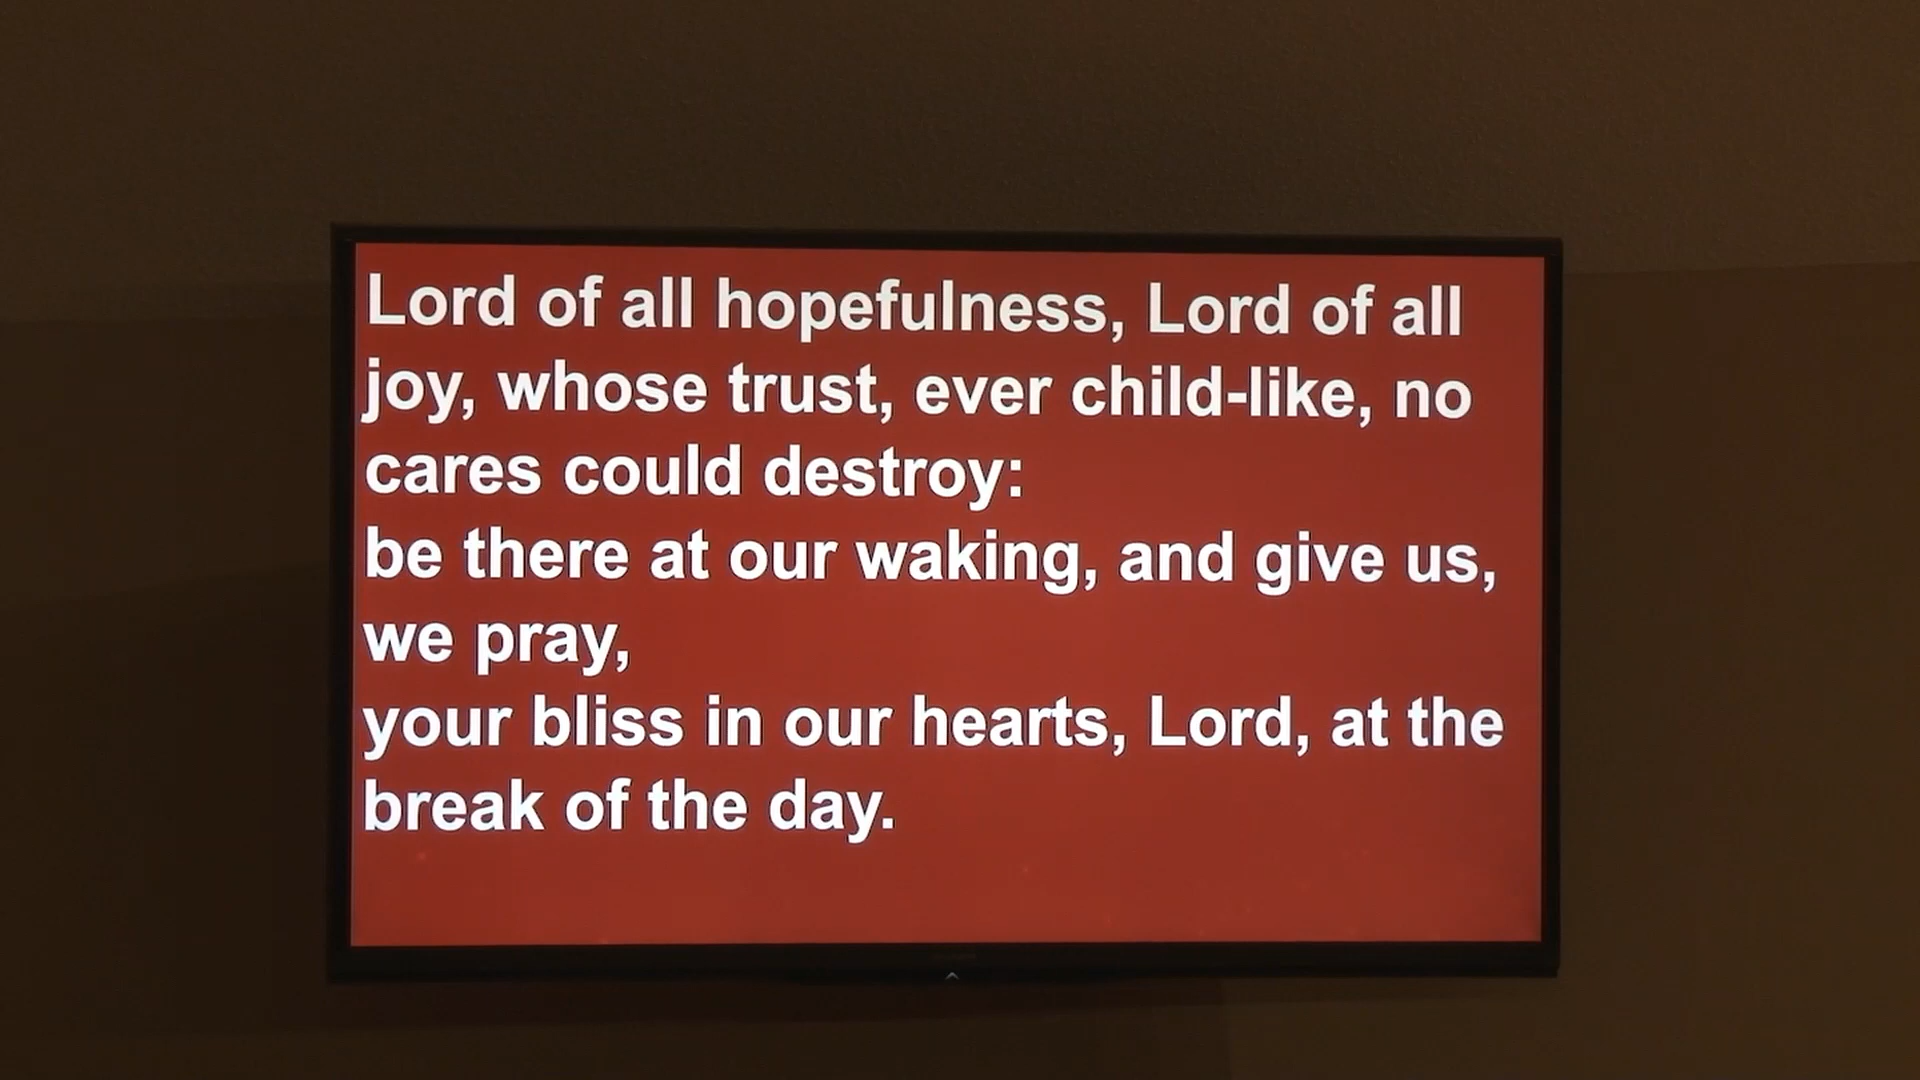 Lord of all hopefulness, Lord of all
joy, whose trust, ever child-like, no
cares could destroy:
be there at our waking, and give us,
we pray,
your bliss in our hearts, Lord, at the
break of the day.